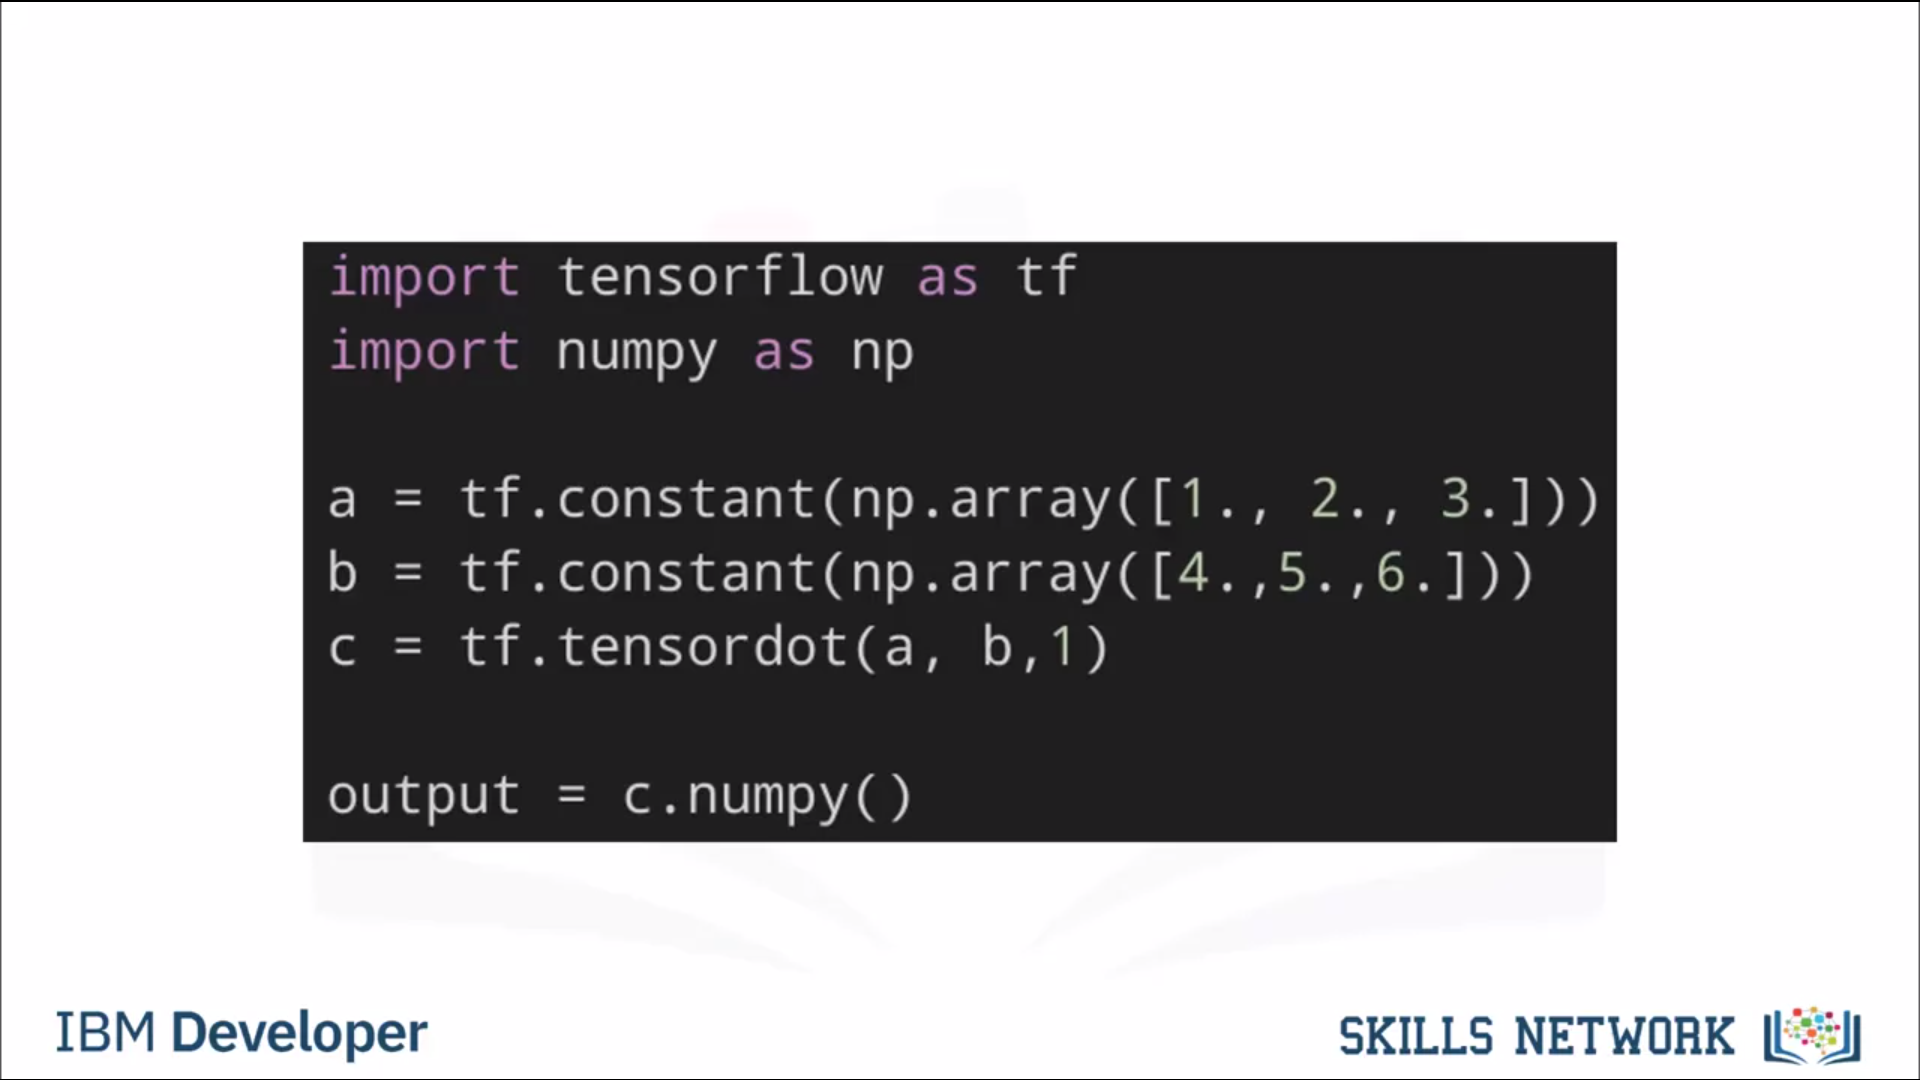 import tensorflow as tf
import numpy as np
a = tf.constant(np.array([1., 2., 3.]))
b = tf.constant(np.array([4.,5.,6.]))
c = tf.tensordot(a, b,1)
output = c.numpy()
IBM Developer
SKILLS NETWORK